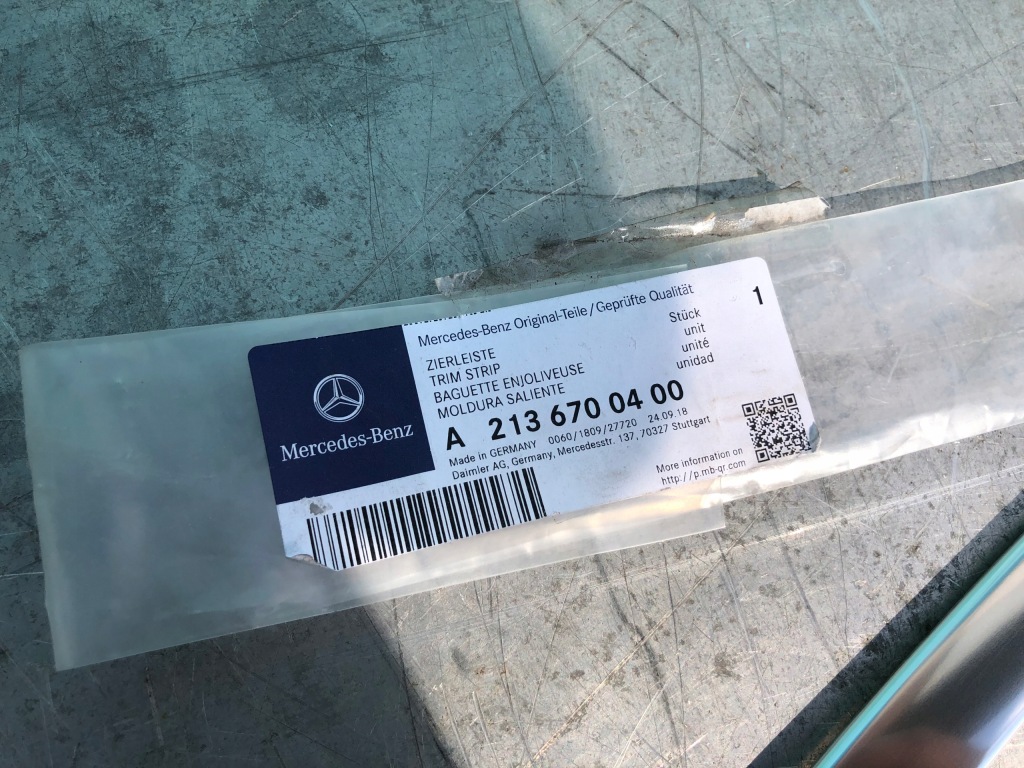 Mercedes-Benz
Mercedes-Benz Original-Teile / Geprüfte Qualität
ZIERLEISTE
TRIM STRIP
BAGUETTE ENJOLIVEUSE
MOLDURA SALIENTE
Stück
unit
unité
unidad
1
A 213 670 04 00
Made in GERMANY 0060/1809/27720 24.09.18
Daimler AG, Germany, Mercedesstr. 137, 70327 Stuttgart
More information on
http://p.mb-qr.com